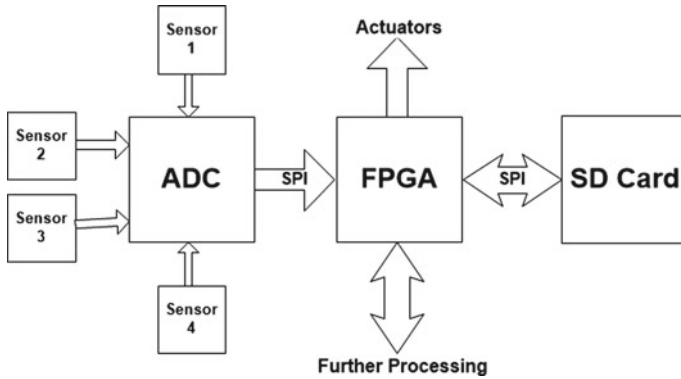 Sensor
1
Actuators
Sensor
2
ADC
SPI
FPGA
SPI
SD Card
Sensor
3
Sensor
4
Further Processing